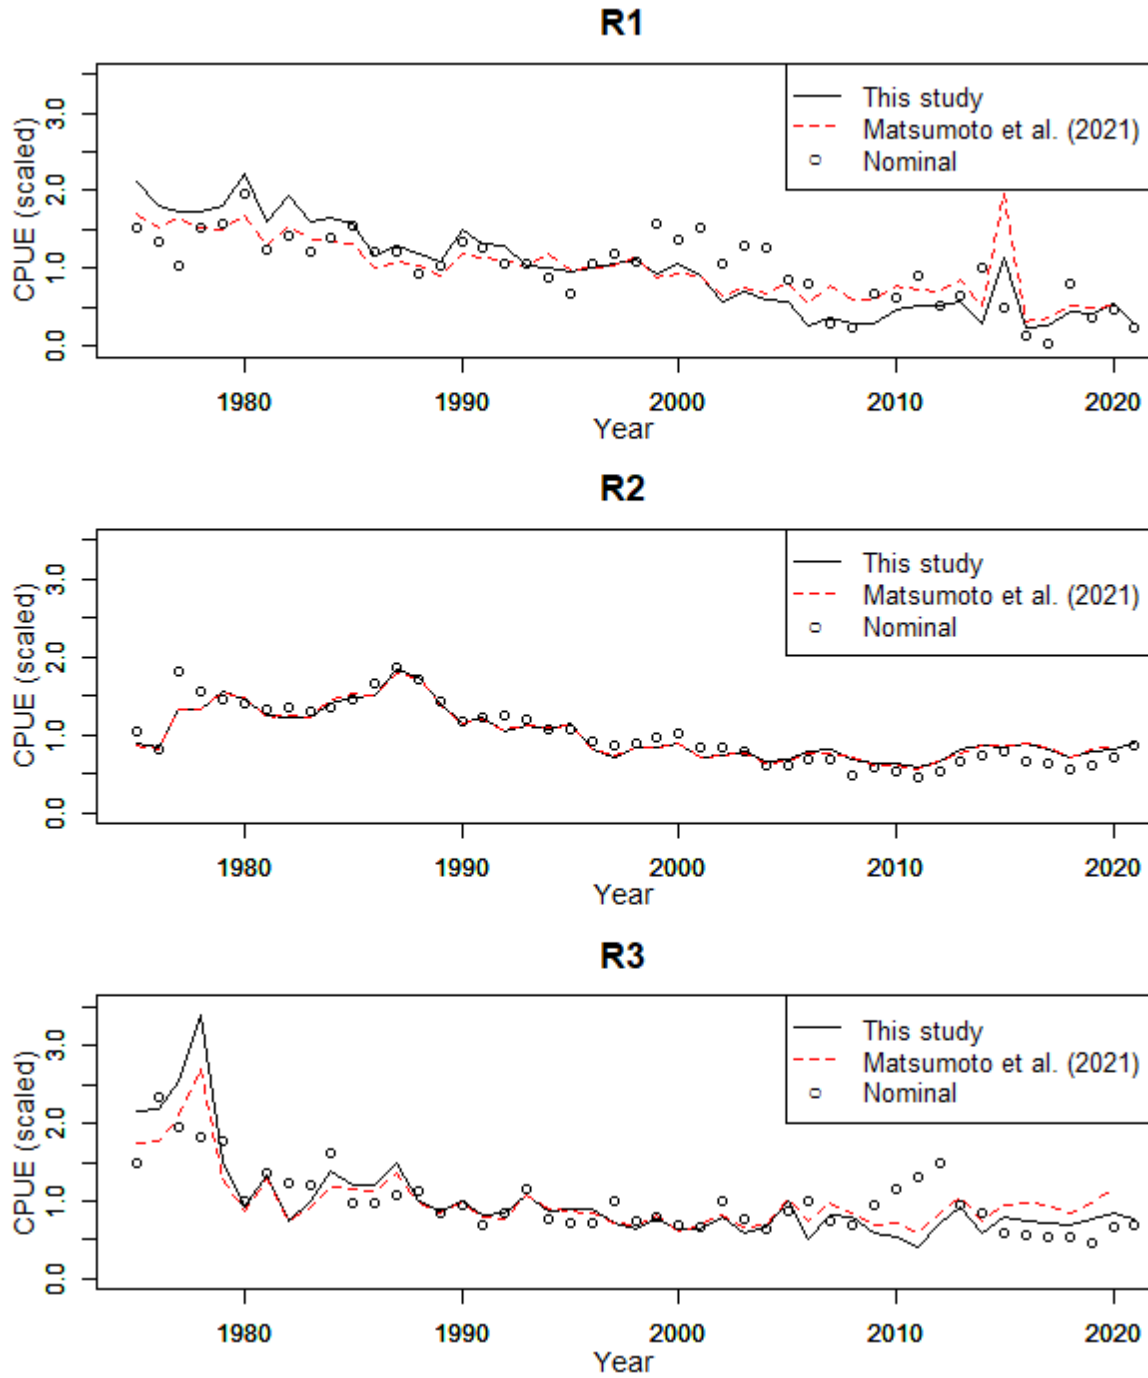 R1
CPUE (scaled)
3.0
2.0
1.0
0.0
This study
Matsumoto et al. (2021)
Nominal
1980 1990 2000 2010 2020
Year
R2
CPUE (scaled)
3.0
2.0
1.0
0.0
This study
Matsumoto et al. (2021)
Nominal
1980 1990 2000 2010 2020
Year
R3
CPUE (scaled)
3.0
2.0
1.0
0.0
This study
Matsumoto et al. (2021)
Nominal
1980 1990 2000 2010 2020
Year